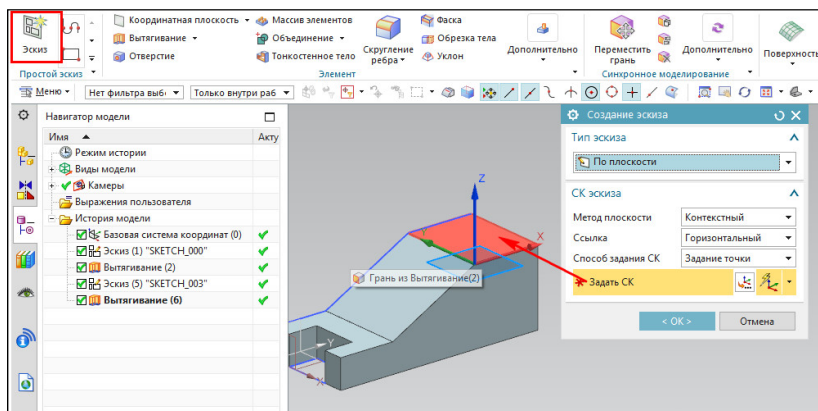 Эскиз
Простой эскиз
Координатная плоскость
Вытягивание
Отверстие
Массив элементов
Объединение
Тонкостенное тело
Скругление
ребра
Фаска
Обрезка тела
Уклон
Дополнительно
Элемент
Переместить
грань
Дополнительно
Синхронное моделирование
Поверхность
Меню
Нет фильтра выбо
Только внутри раб
Навигатор модели
Имя
Акту
Режим истории
Виды модели
Камеры
Выражения пользователя
История модели
Базовая система координат (0)
Эскиз (1) "SKETCH_000"
Вытягивание (2)
Эскиз (5) "SKETCH_003"
Вытягивание (6)
Z
X
Y
Грань из Вытягивание(2)
Y
X
Создание эскиза
Тип эскиза
По плоскости
СК эскиза
Метод плоскости Контекстный
Ссылка Горизонтальный
Способ задания СК Задание точки
Задать СК
< OK > Отмена